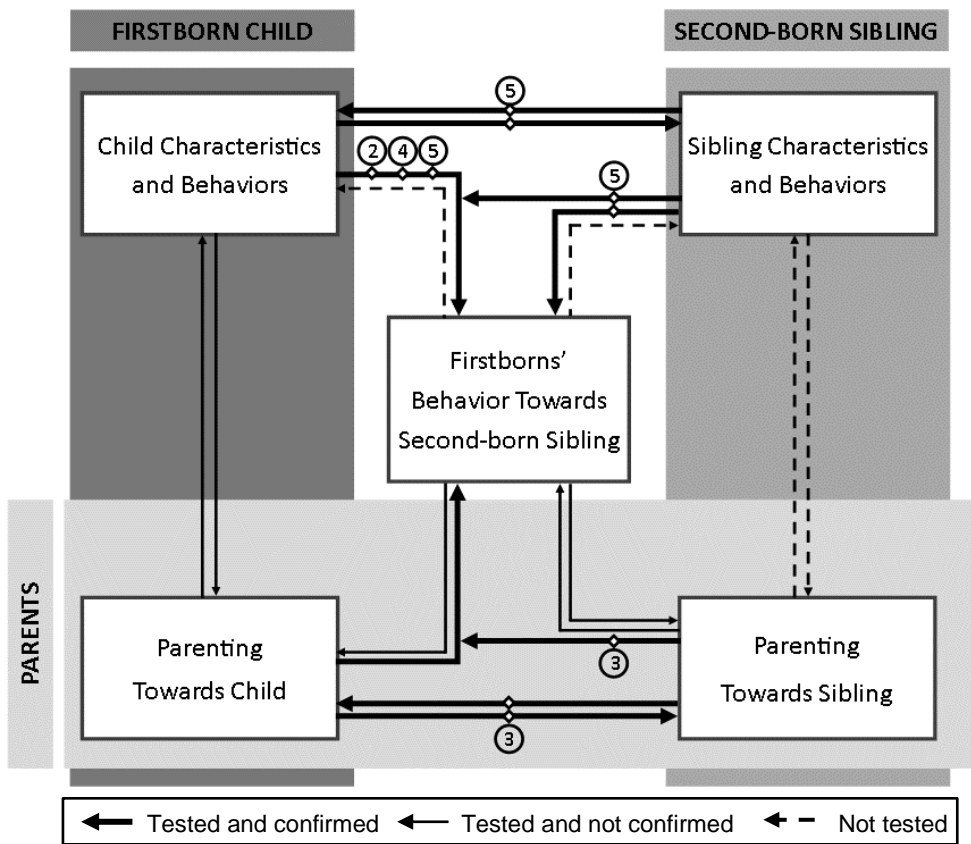 FIRSTBORN CHILD
SECOND-BORN SIBLING
5
Child Characteristics
and Behaviors
Sibling Characteristics
and Behaviors
2 4 5
5
Firstborns’
Behavior Towards
Second-born Sibling
PARENTS
Parenting
Towards Child
Parenting
Towards Sibling
3
3
Tested and confirmed
Tested and not confirmed
Not tested